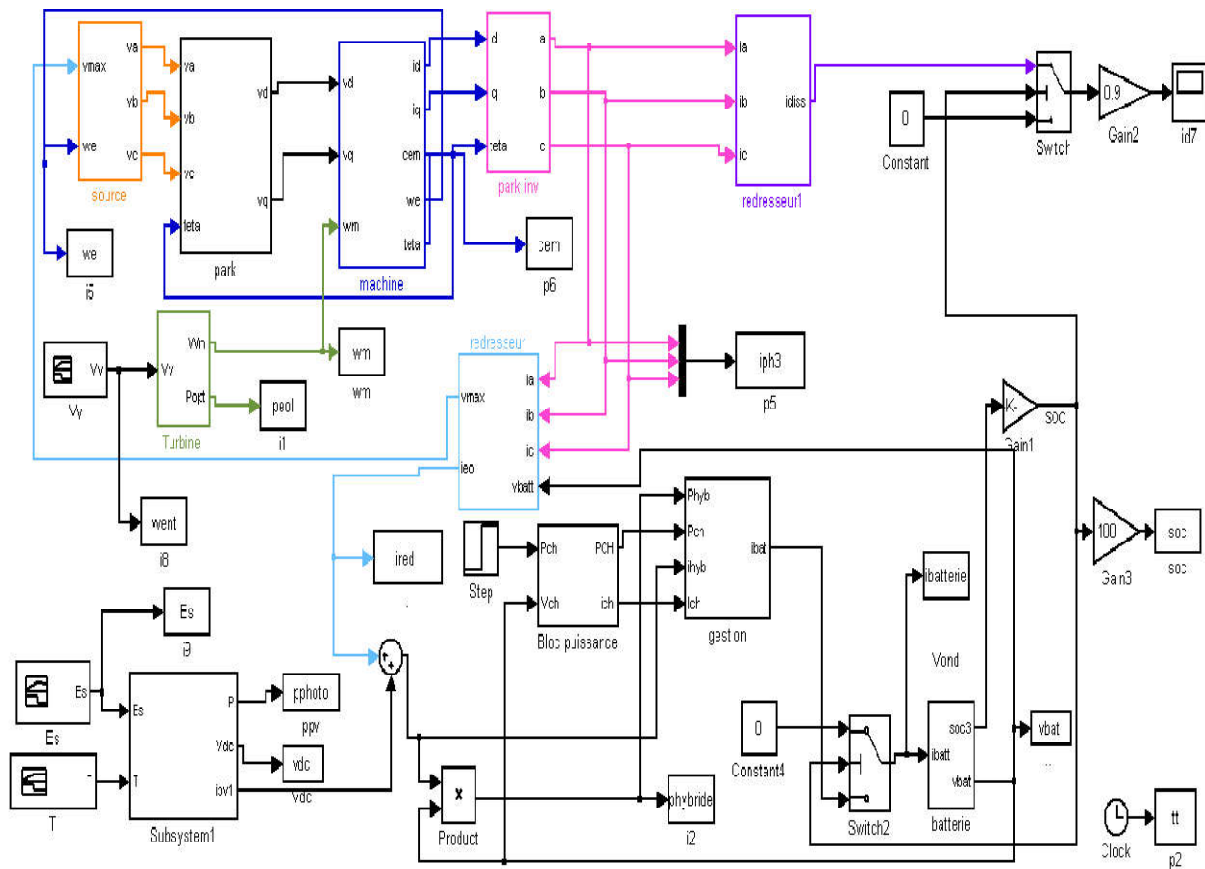 vmax
we
va
vb
vc
source
va
vb
vc
teta
vd
vq
park
vd
vq
wm
id
iq
cem
we
teta
machine
d
q
teta
a
b
c
park inv
ia
ib
ic
idiss
redresseur1
0
Constant
Switch
0.9
Gain2
id7
we
i5
cem
p6
Vv
Vv
Vv
Wm
Popt
Turbine
wm
wm
peol
i1
redresseur
vmax
ieo
ia
ib
ic
vbatt
iph3
p5
K-
Gain1
soc
100
Gain3
soc
soc
vent
i8
ired
.
Step
Pch
Vch
PCH
ich
Bloc puissance
Phyb
Pch
ihyb
Ich
ibat
gestion
ibatterie
Vond
Es
i9
Es
Es
T
Es
T
P
Vdc
ipv1
Subsystem1
pphoto
ppv
vdc
Vdc
+
+
×
Product
phybride
i2
0
Constant4
Switch2
ibatt
soc3
vbat
batterie
vbat
..
Clock
tt
p2